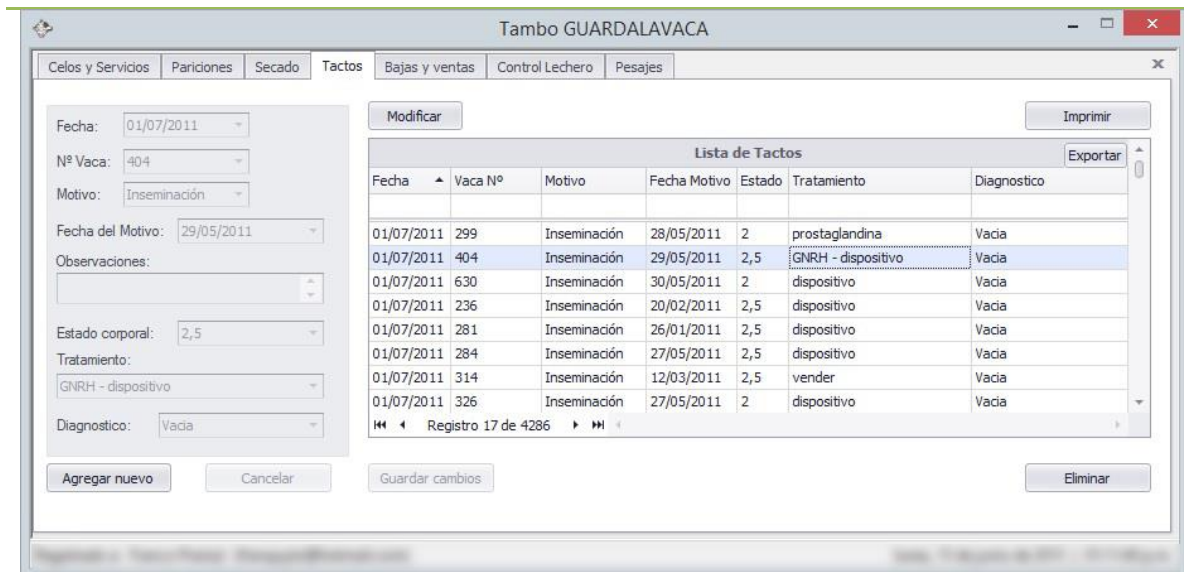 Tambo GUARDALAVACA
Celos y Servicios Pariciones Secado Tactos Bajas y ventas Control Lechero Pesajes
Fecha: 01/07/2011
Nº Vaca: 404
Motivo: Inseminación
Fecha del Motivo: 29/05/2011
Observaciones:
Estado corporal: 2,5
Tratamiento:
GNRH - dispositivo
Diagnostico: Vacia
Modificar Imprimir
Lista de Tactos Exportar
Fecha Vaca Nº Motivo Fecha Motivo Estado Tratamiento Diagnostico
01/07/2011 299 Inseminación 28/05/2011 2 prostaglandina Vacia
01/07/2011 404 Inseminación 29/05/2011 2,5 GNRH - dispositivo Vacia
01/07/2011 630 Inseminación 30/05/2011 2 dispositivo Vacia
01/07/2011 236 Inseminación 20/02/2011 2,5 dispositivo Vacia
01/07/2011 281 Inseminación 26/01/2011 2,5 dispositivo Vacia
01/07/2011 284 Inseminación 27/05/2011 2,5 dispositivo Vacia
01/07/2011 314 Inseminación 12/03/2011 2,5 vender Vacia
01/07/2011 326 Inseminación 27/05/2011 2 dispositivo Vacia
Registro 17 de 4286
Agregar nuevo Cancelar Guardar cambios Eliminar